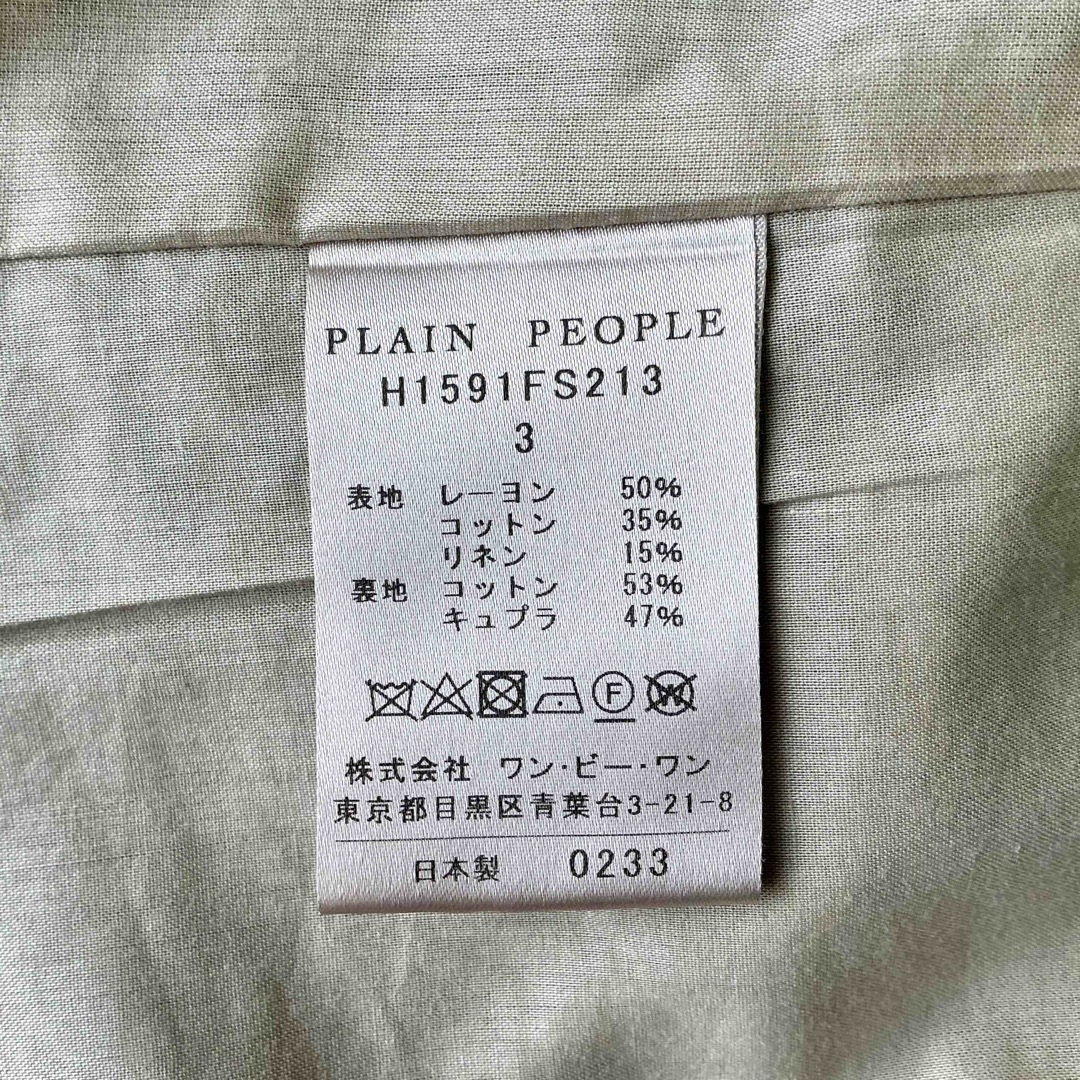 PLAIN PEOPLE
H1591FS213
3
表地 レーヨン 50%
コットン 35%
リネン 15%
裏地 コットン 53%
キュプラ 47%
F W
株式会社 ワン・ビー・ワン
東京都目黒区青葉台3-21-8
日本製 0233